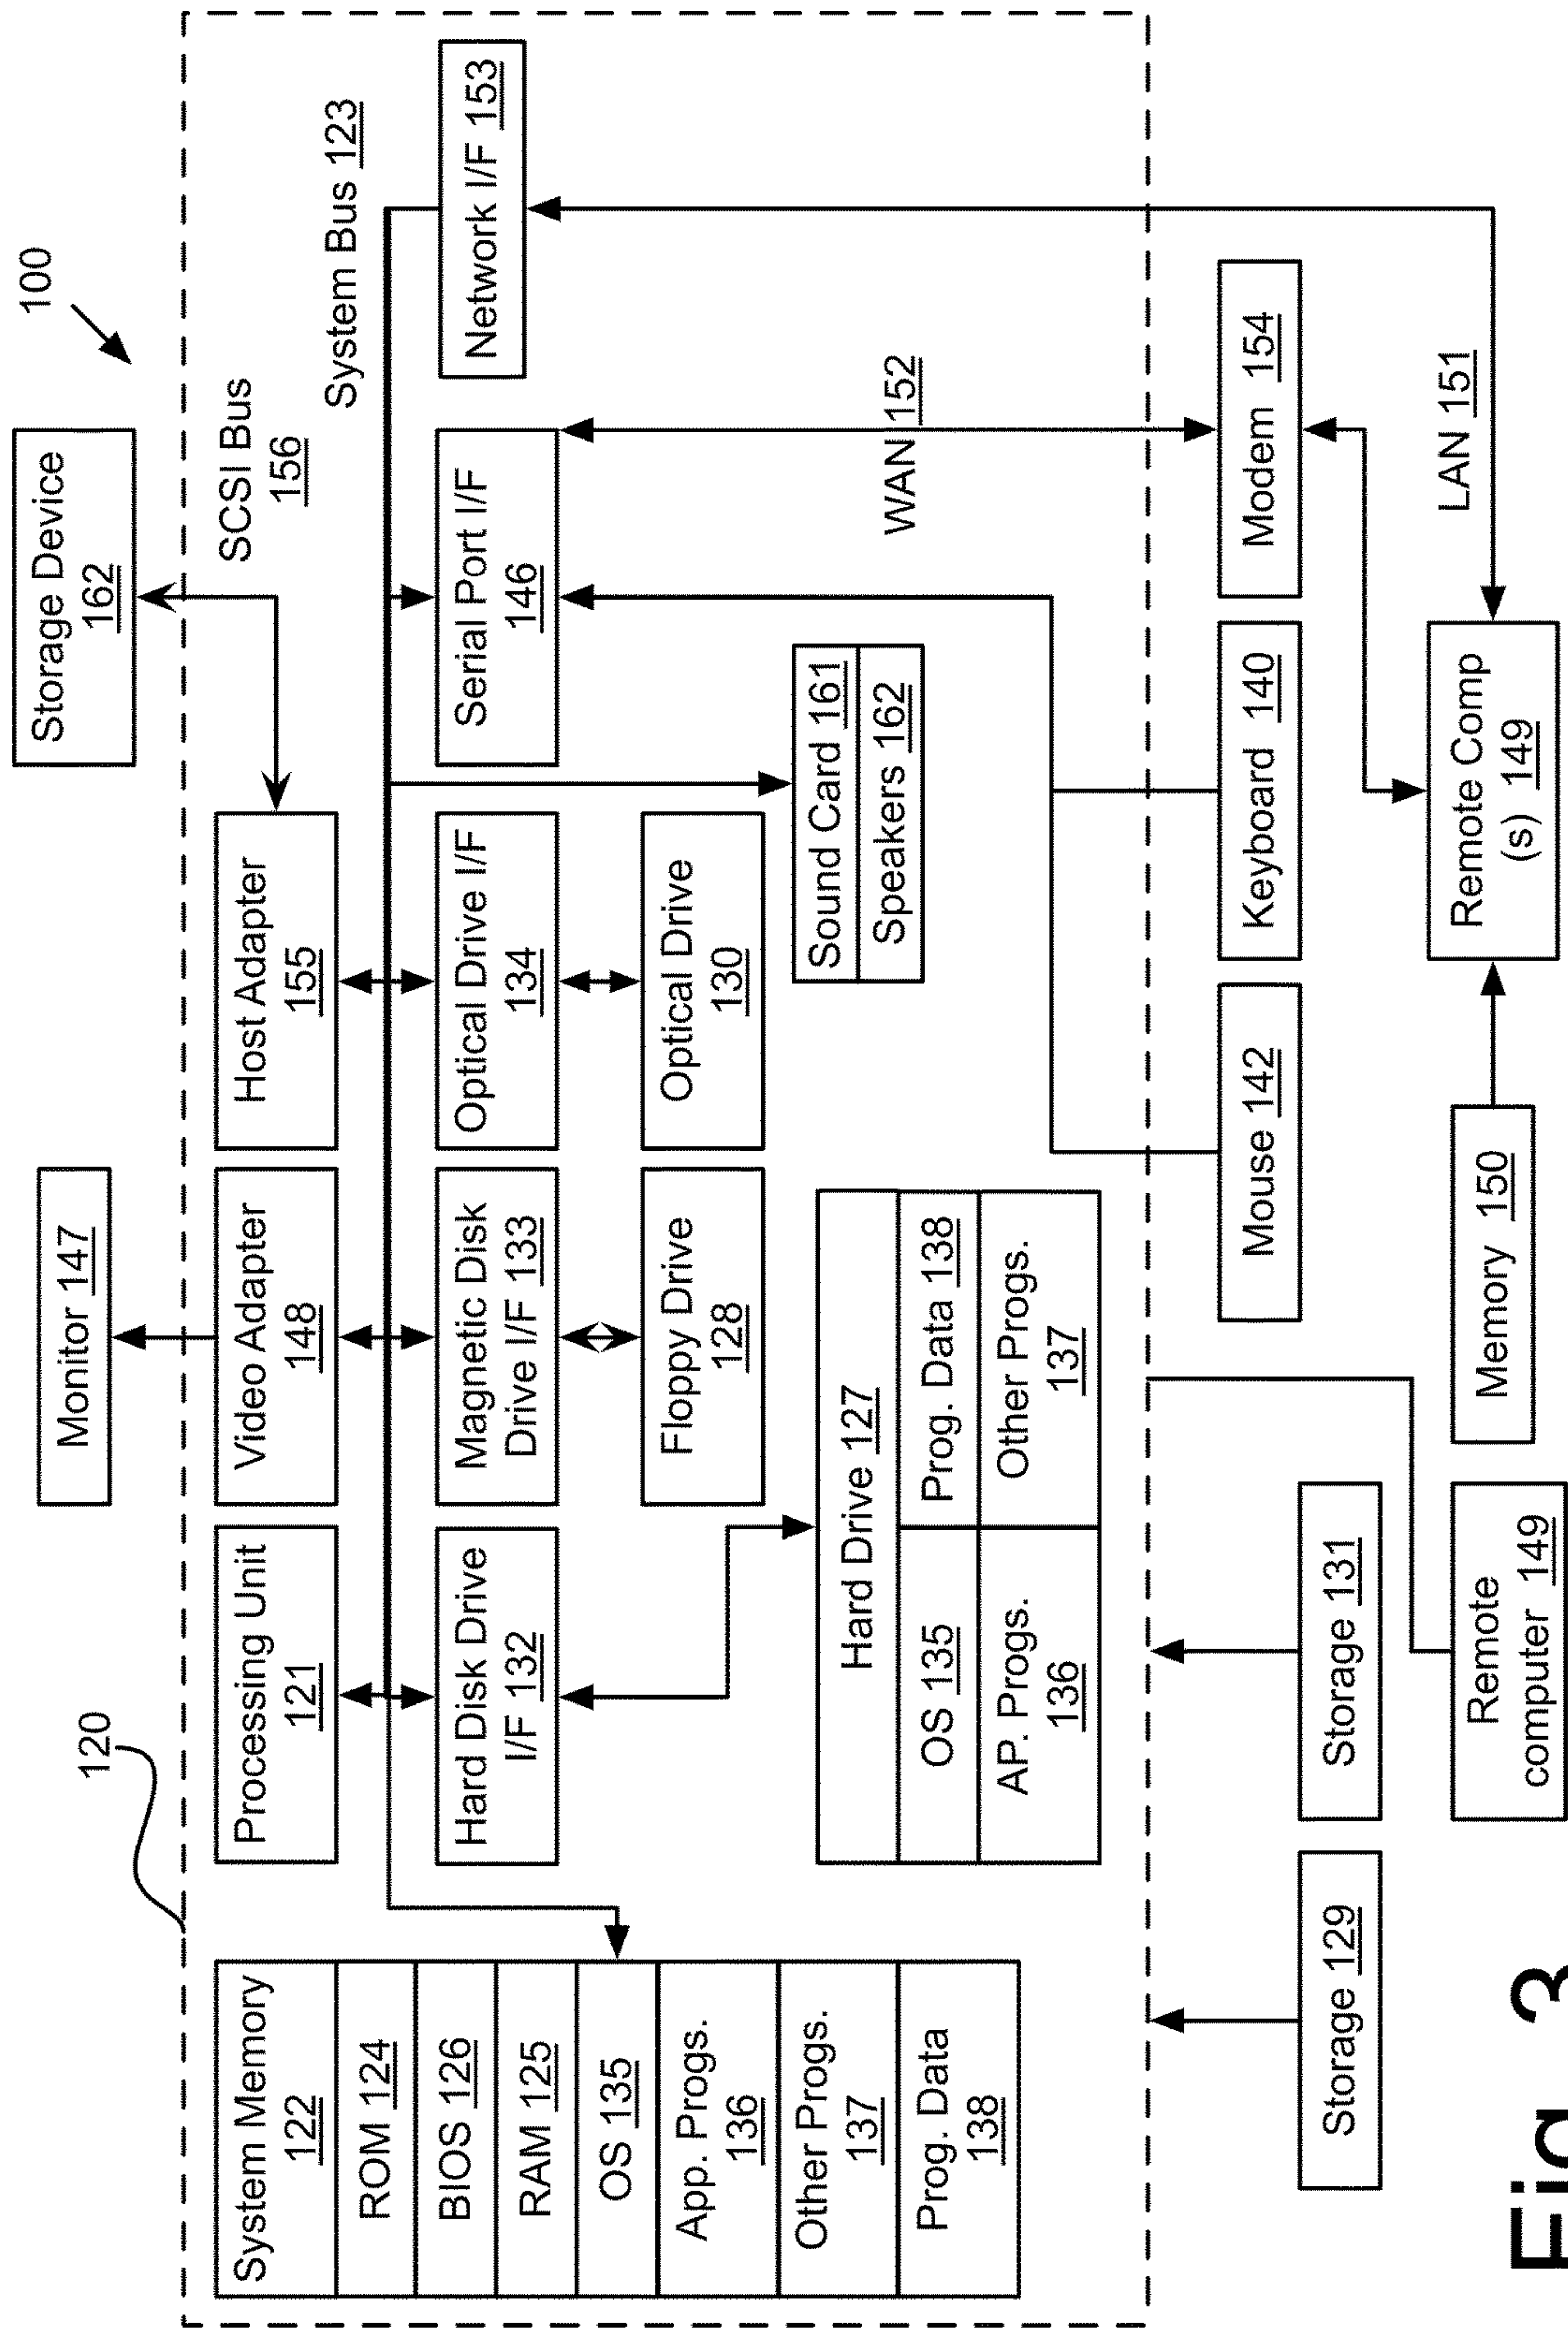 100
Monitor 147
Storage Device
162
120
SCSI Bus
156
System Memory
122
ROM 124
BIOS 126
RAM 125
OS 135
App. Progs.
136
Other Progs.
137
Prog. Data
138
Processing Unit
121
Video Adapter
148
Host Adapter
155
System Bus 123
Hard Disk Drive
I/F 132
Magnetic Disk
Drive I/F 133
Optical Drive I/F
134
Serial Port I/F
146
Network I/F 153
Floppy Drive
128
Optical Drive
130
Sound Card 161
Speakers 162
Hard Drive 127
OS 135
Prog. Data 138
AP. Progs.
136
Other Progs.
137
WAN 152
Storage 129
Storage 131
Mouse 142
Keyboard 140
Modem 154
Remote
computer 149
Memory 150
Remote Comp
(s) 149
LAN 151
Fig. 3